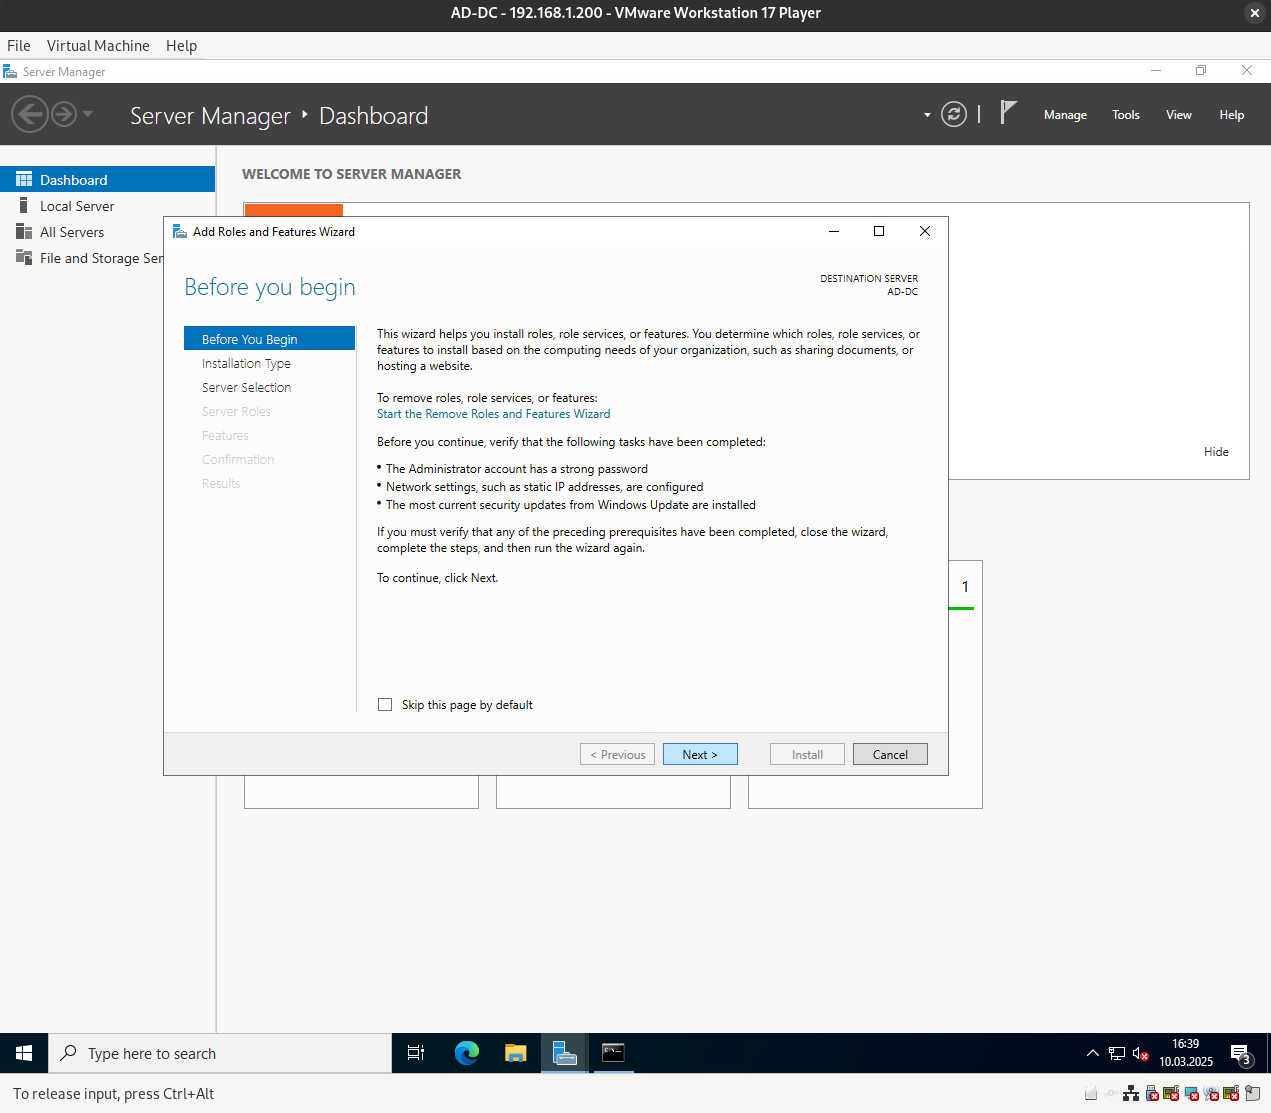 AD-DC - 192.168.1.200 - VMware Workstation 17 Player
File Virtual Machine Help
Server Manager
Server Manager Dashboard
Manage Tools View Help
Dashboard
Local Server
All Servers
File and Storage Ser
WELCOME TO SERVER MANAGER
Hide
1
Add Roles and Features Wizard
Before you begin
DESTINATION SERVER
AD-DC
Before You Begin
Installation Type
Server Selection
Server Roles
Features
Confirmation
Results
This wizard helps you install roles, role services, or features. You determine which roles, role services, or
features to install based on the computing needs of your organization, such as sharing documents, or
hosting a website.
To remove roles, role services, or features:
Start the Remove Roles and Features Wizard
Before you continue, verify that the following tasks have been completed:
• The Administrator account has a strong password
• Network settings, such as static IP addresses, are configured
• The most current security updates from Windows Update are installed
If you must verify that any of the preceding prerequisites have been completed, close the wizard,
complete the steps, and then run the wizard again.
To continue, click Next.
Skip this page by default
< Previous Next > Install Cancel
Type here to search
16:39
10.03.2025
3
To release input, press Ctrl+Alt